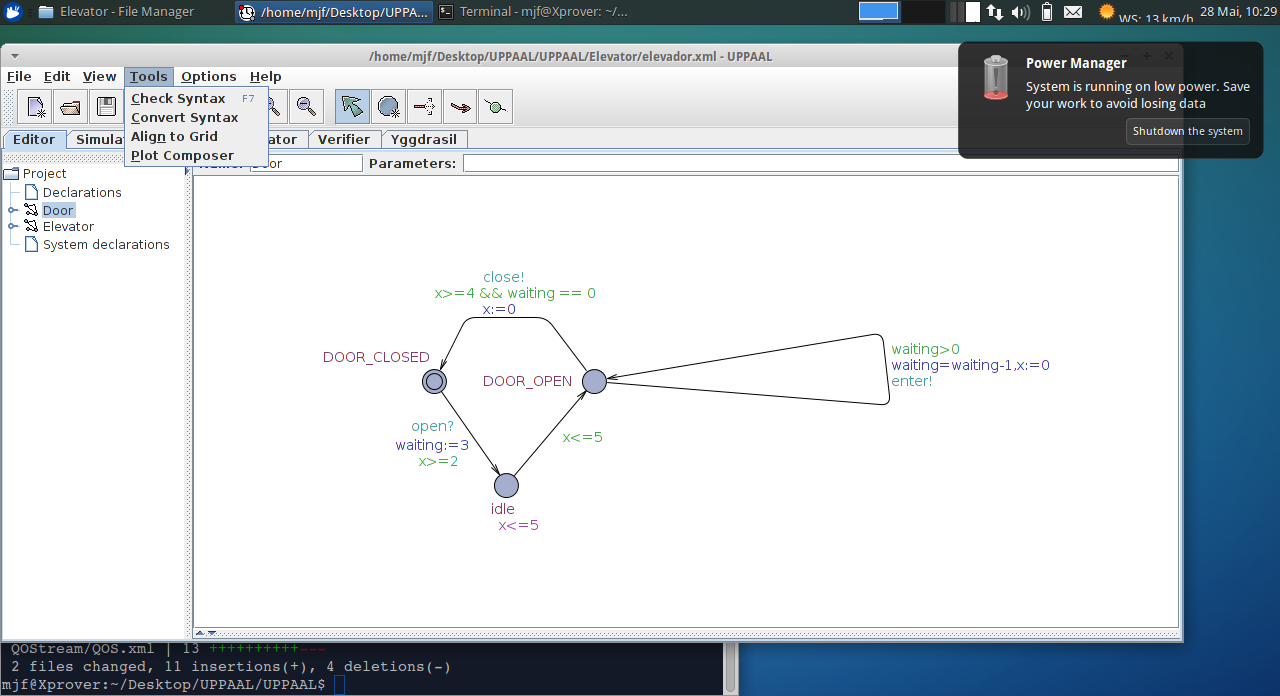 Elevator - File Manager
/home/mjf/Desktop/UPPA...
Terminal - mjf@Xprover: ~/...
WS: 13 km/h
28 Mai, 10:29
/home/mjf/Desktop/UPPAAL/UPPAAL/Elevator/elevador.xml - UPPAAL
File Edit View Tools Options Help
Power Manager
System is running on low power. Save
your work to avoid losing data
Shutdown the system
Check Syntax F7
Convert Syntax
Align to Grid
Plot Composer
Editor Simula ator Verifier Yggdrasil
Name: Door Parameters:
Project
Declarations
Door
Elevator
System declarations
close!
x>=4 && waiting == 0
x:=0
DOOR_CLOSED
DOOR_OPEN
waiting>0
waiting=waiting-1,x:=0
enter!
open?
waiting:=3
x>=2
x<=5
idle
x<=5
QOStream/QOS.xml | 13 ++++++++++---
2 files changed, 11 insertions(+), 4 deletions(-)
mjf@Xprover:~/Desktop/UPPAAL/UPPAAL$